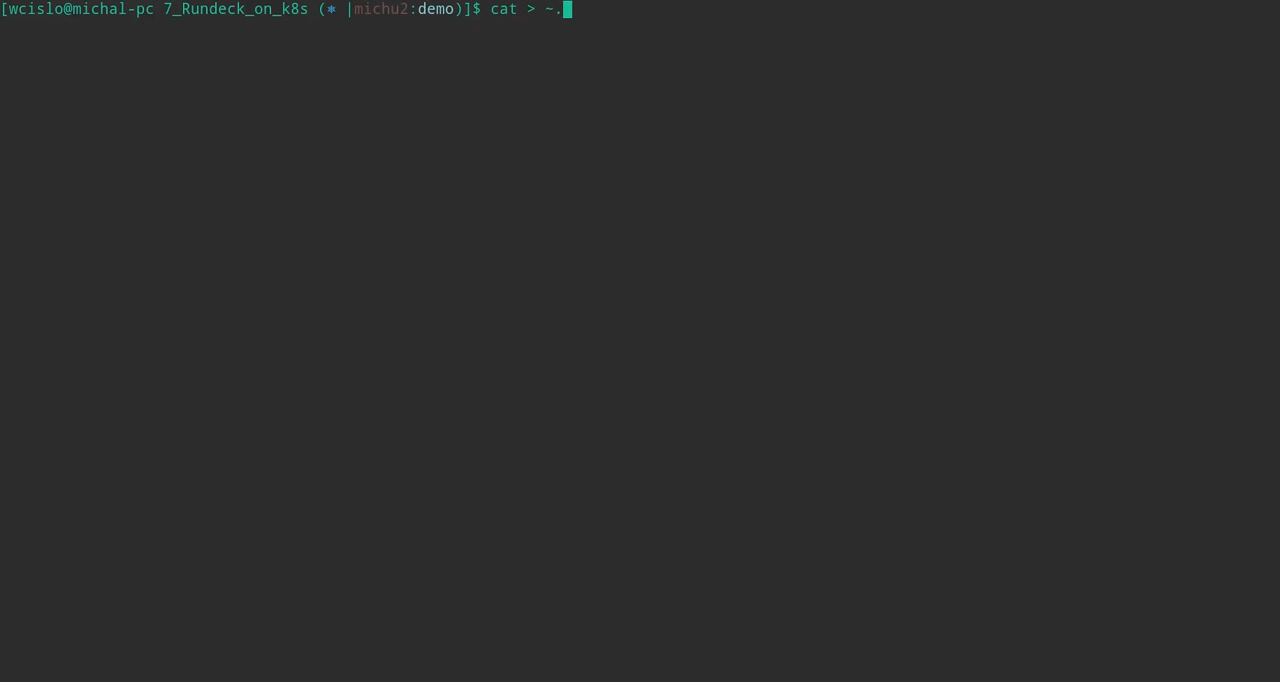 [wcislo@michal-pc 7_Rundeck_on_k8s (⎈ |michu2:demo)]$ cat > ~.